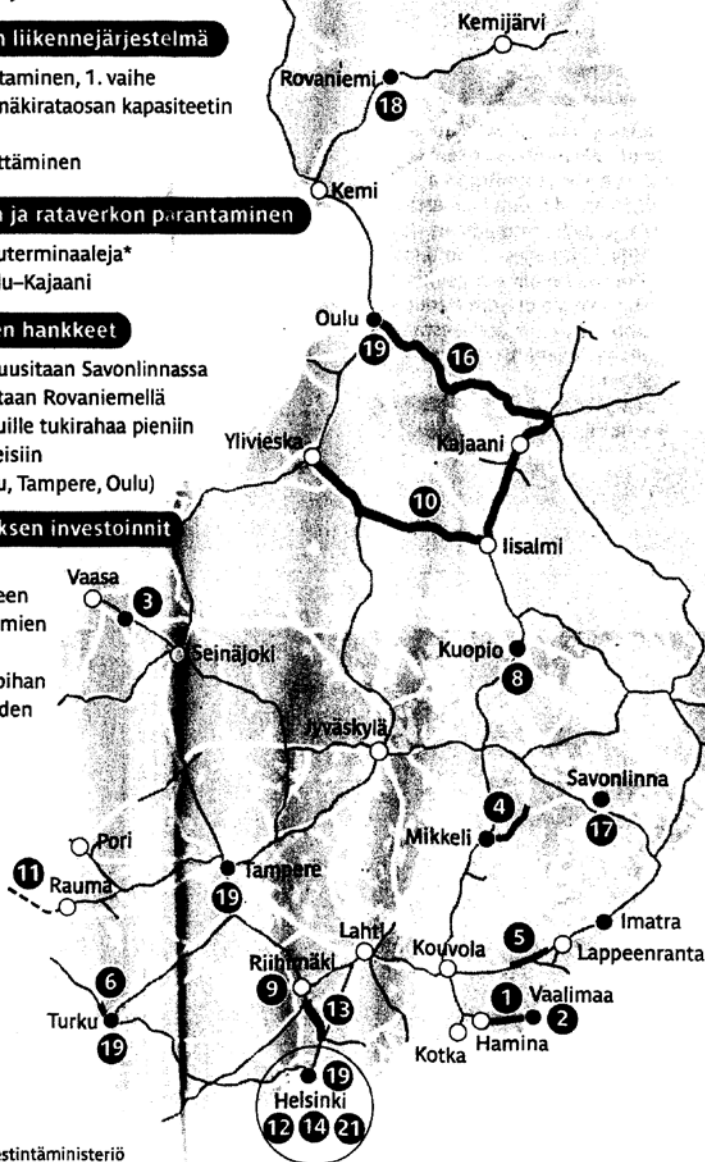 n liikennejärjestelmä
taminen, 1. vaihe
näkirataosan kapasiteetin
ttäminen
n ja rataverkon parantaminen
uterminaaleja*
lu–Kajaani
en hankkeet
uusitaan Savonlinnassa
taan Rovaniemellä
uille tukirahaa pieniin
eisiin
u, Tampere, Oulu)
ksen investoinnit
een
mien
pihan
den
Kemijärvi
Rovaniemi
18
Kemi
Oulu
19
16
Ylivieska
Kajaani
10
Iisalmi
Vaasa
3
Seinäjoki
Kuopio
8
Jyväskylä
Savonlinna
4
17
Mikkeli
Pori
11
Rauma
Tampere
19
Imatra
Lahti
Kouvola
5
Lappeenranta
Riihimäki
9
6
13
1
Vaalimaa
2
Turku
19
Kotka
Hamina
19
Helsinki
12 14 21
estintäministeriö